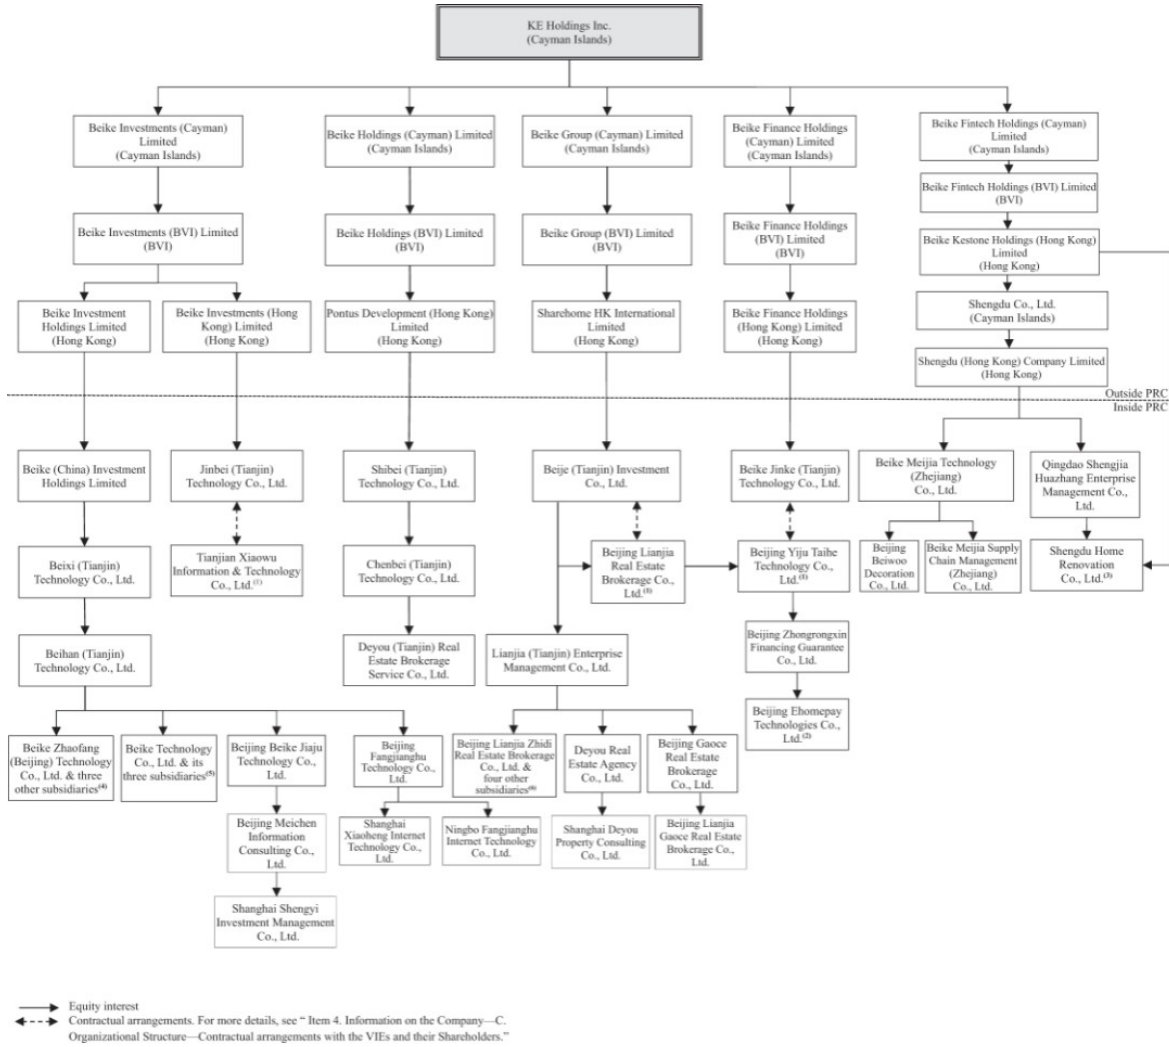 KE Holdings Inc.
(Cayman Islands)
Beike Investments (Cayman)
Limited
(Cayman Islands)
Beike Holdings (Cayman) Limited
(Cayman Islands)
Beike Group (Cayman) Limited
(Cayman Islands)
Beike Finance Holdings
(Cayman) Limited
(Cayman Islands)
Beike Fintech Holdings (Cayman)
Limited
(Cayman Islands)
Beike Fintech Holdings (BVI) Limited
(BVI)
Beike Investments (BVI) Limited
(BVI)
Beike Holdings (BVI) Limited
(BVI)
Beike Group (BVI) Limited
(BVI)
Beike Finance Holdings
(BVI) Limited
(BVI)
Beike Kestone Holdings (Hong Kong)
Limited
(Hong Kong)
Beike Investment
Holdings Limited
(Hong Kong)
Beike Investments (Hong
Kong) Limited
(Hong Kong)
Pontus Development (Hong Kong)
Limited
(Hong Kong)
Sharehome HK International
Limited
(Hong Kong)
Beike Finance Holdings
(Hong Kong) Limited
(Hong Kong)
Shengdu Co., Ltd.
(Cayman Islands)
Shengdu (Hong Kong) Company Limited
(Hong Kong)
Outside PRC
Inside PRC
Beike (China) Investment
Holdings Limited
Jinbei (Tianjin)
Technology Co., Ltd.
Shibei (Tianjin)
Technology Co., Ltd.
Beije (Tianjin) Investment
Co., Ltd.
Beike Jinke (Tianjin)
Technology Co., Ltd.
Beike Meijia Technology
(Zhejiang)
Co., Ltd.
Qingdao Shengjia
Huazhang Enterprise
Management Co.,
Ltd.
Beixi (Tianjin)
Technology Co., Ltd.
Tianjian Xiaowu
Information & Technology
Co., Ltd.(1)
Chenbei (Tianjin)
Technology Co., Ltd.
Beijing Lianjia
Real Estate
Brokerage Co.,
Ltd.(1)
Beijing Yiju Taihe
Technology Co.,
Ltd.(1)
Beijing
Beiwoo
Decoration
Co., Ltd.
Beike Meijia Supply
Chain Management
(Zhejiang)
Co., Ltd.
Shengdu Home
Renovation
Co., Ltd.(3)
Beihan (Tianjin)
Technology Co., Ltd.
Deyou (Tianjin) Real
Estate Brokerage
Service Co., Ltd.
Lianjia (Tianjin) Enterprise
Management Co., Ltd.
Beijing Zhongrongxin
Financing Guarantee
Co., Ltd.
Beijing Ehomepay
Technologies Co.,
Ltd.(2)
Beike Zhaofang
(Beijing) Technology
Co., Ltd. & three
other subsidiaries(4)
Beike Technology
Co., Ltd. & its
three subsidiaries(5)
Beijing Beike Jiaju
Technology Co., Ltd.
Beijing
Fangjianghu
Technology Co.,
Ltd.
Beijing Lianjia Zhidi
Real Estate Brokerage
Co., Ltd. &
four other
subsidiaries(6)
Deyou Real
Estate Agency
Co., Ltd.
Beijing Gaoce
Real Estate
Brokerage
Co., Ltd.
Beijing Meichen
Information
Consulting Co.,
Ltd.
Shanghai
Xiaoheng Internet
Technology Co., Ltd.
Ningbo Fangjianghu
Internet Technology
Co., Ltd.
Shanghai Deyou
Property Consulting
Co., Ltd.
Beijing Lianjia
Gaoce Real Estate
Brokerage Co.,
Ltd.
Shanghai Shengyi
Investment Management
Co., Ltd.
Equity interest
Contractual arrangements. For more details, see “ Item 4. Information on the Company—C.
Organizational Structure—Contractual arrangements with the VIEs and their Shareholders.”